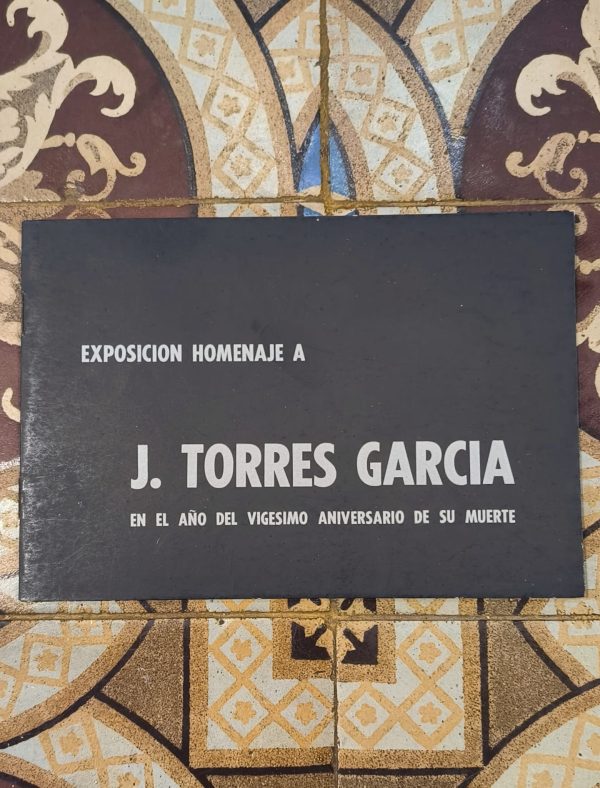 EXPOSICION HOMENAJE A
J. TORRES GARCIA
EN EL AÑO DEL VIGESIMO ANIVERSARIO DE SU MUERTE